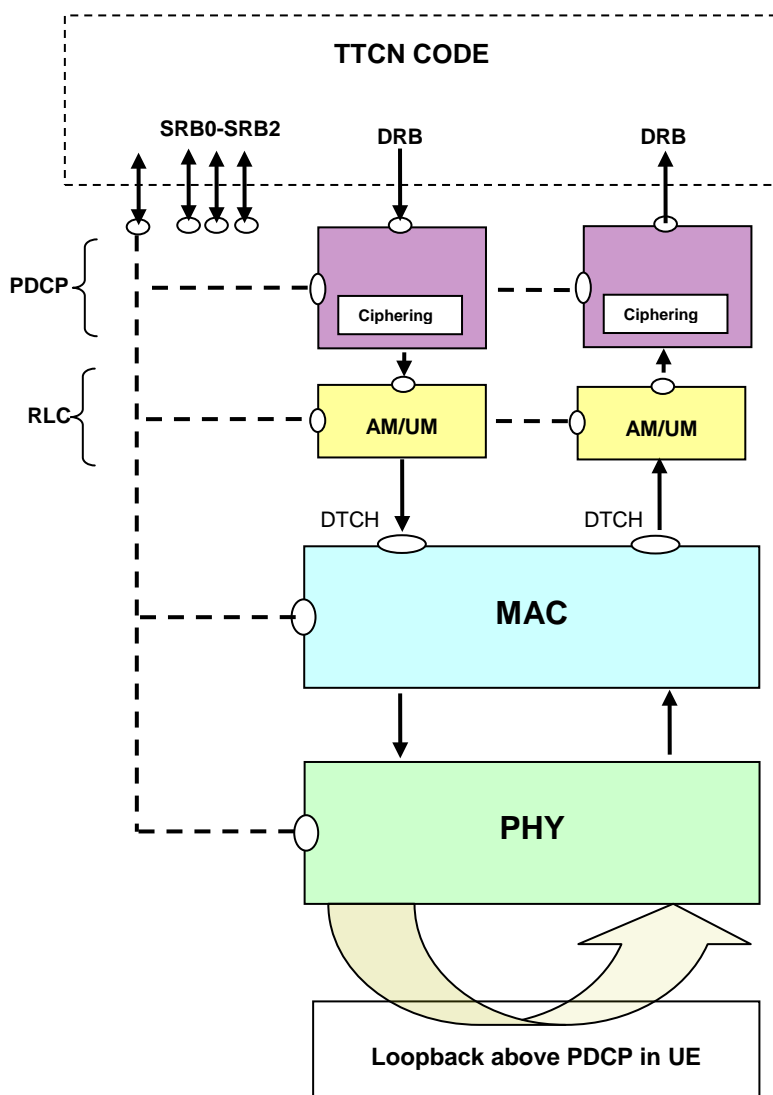 TTCN CODE
SRB0-SRB2
DRB
DRB
PDCP
Ciphering
Ciphering
RLC
AM/UM
AM/UM
DTCH
DTCH
MAC
PHY
Loopback above PDCP in UE